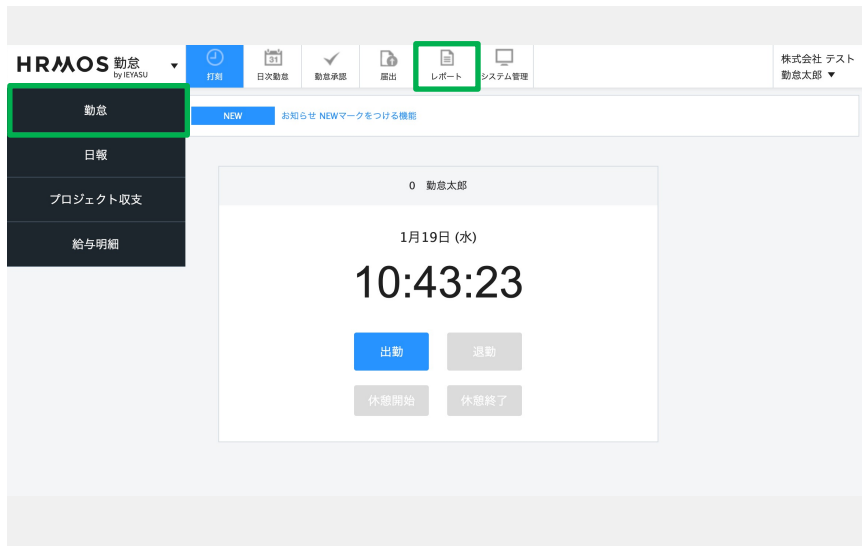 HRMOS 勤怠 ▼
by IEYASU
打刻
31
日次勤怠
勤怠承認
届出
レポート
システム管理
株式会社 テスト
勤怠太郎 ▼
勤怠
日報
プロジェクト収支
給与明細
NEW お知らせ NEWマークをつける機能
0 勤怠太郎
1月19日 (水)
10:43:23
出勤 退勤
休憩開始 休憩終了